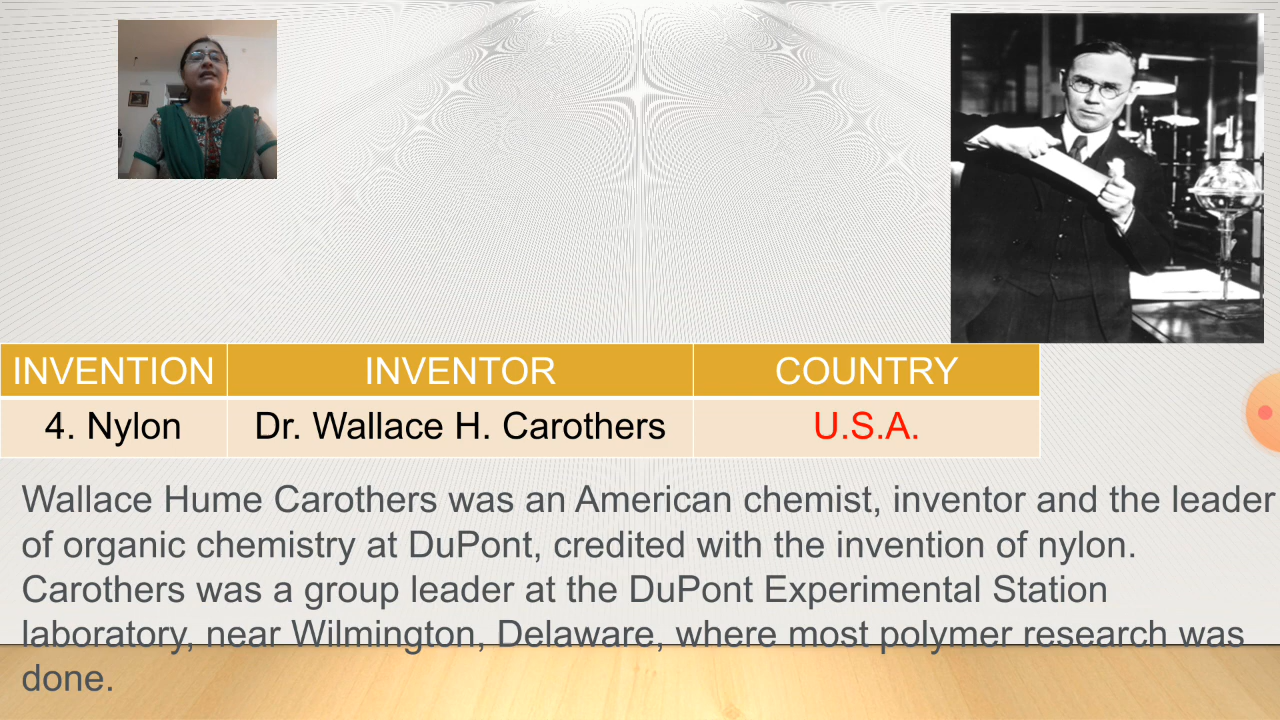 INVENTION INVENTOR COUNTRY
4. Nylon Dr. Wallace H. Carothers U.S.A.
Wallace Hume Carothers was an American chemist, inventor and the leader
of organic chemistry at DuPont, credited with the invention of nylon.
Carothers was a group leader at the DuPont Experimental Station
laboratory, near Wilmington, Delaware, where most polymer research was
done.